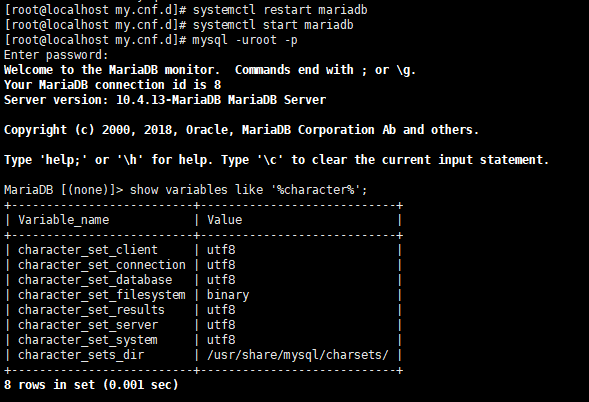 [root@localhost my.cnf.d]# systemctl restart mariadb
[root@localhost my.cnf.d]# systemctl start mariadb
[root@localhost my.cnf.d]# mysql -uroot -p
Enter password:
Welcome to the MariaDB monitor.  Commands end with ; or \g.
Your MariaDB connection id is 8
Server version: 10.4.13-MariaDB MariaDB Server

Copyright (c) 2000, 2018, Oracle, MariaDB Corporation Ab and others.

Type 'help;' or '\h' for help. Type '\c' to clear the current input statement.

MariaDB [(none)]> show variables like '%character%';
+--------------------------+----------------------------+
| Variable_name            | Value                      |
+--------------------------+----------------------------+
| character_set_client     | utf8                       |
| character_set_connection | utf8                       |
| character_set_database   | utf8                       |
| character_set_filesystem | binary                     |
| character_set_results    | utf8                       |
| character_set_server     | utf8                       |
| character_set_system     | utf8                       |
| character_sets_dir       | /usr/share/mysql/charsets/ |
+--------------------------+----------------------------+
8 rows in set (0.001 sec)